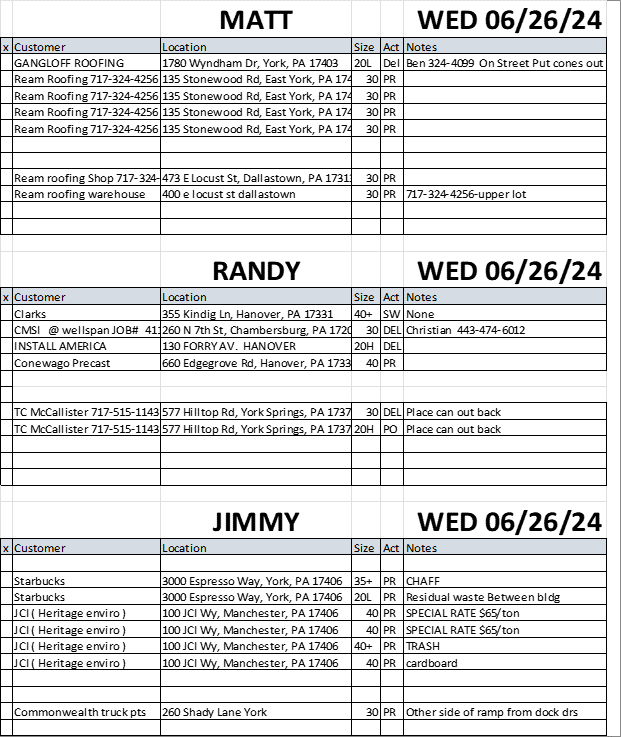 MATT WED 06/26/24
x Customer Location Size Act Notes
GANGLOFF ROOFING 1780 Wyndham Dr, York, PA 17403 20L Del Ben 324-4099 On Street Put cones out
Ream Roofing 717-324-4256 135 Stonewood Rd, East York, PA 174 30 PR
Ream Roofing 717-324-4256 135 Stonewood Rd, East York, PA 174 30 PR
Ream Roofing 717-324-4256 135 Stonewood Rd, East York, PA 174 30 PR
Ream Roofing 717-324-4256 135 Stonewood Rd, East York, PA 174 30 PR
Ream roofing Shop 717-324- 473 E Locust St, Dallastown, PA 1731 30 PR
Ream roofing warehouse 400 e locust st dallastown 30 PR 717-324-4256-upper lot
RANDY WED 06/26/24
x Customer Location Size Act Notes
Clarks 355 Kindig Ln, Hanover, PA 17331 40+ SW None
CMSI @ wellspan JOB# 411 260 N 7th St, Chambersburg, PA 1720 30 DEL Christian 443-474-6012
INSTALL AMERICA 130 FORRY AV. HANOVER 20H DEL
Conewago Precast 660 Edgegrove Rd, Hanover, PA 1733 40 PR
TC McCallister 717-515-1143 577 Hilltop Rd, York Springs, PA 1737 30 DEL Place can out back
TC McCallister 717-515-1143 577 Hilltop Rd, York Springs, PA 1737 20H PO Place can out back
JIMMY WED 06/26/24
x Customer Location Size Act Notes
Starbucks 3000 Espresso Way, York, PA 17406 35+ PR CHAFF
Starbucks 3000 Espresso Way, York, PA 17406 20L PR Residual waste Between bldg
JCI ( Heritage enviro ) 100 JCI Wy, Manchester, PA 17406 40 PR SPECIAL RATE $65/ton
JCI ( Heritage enviro ) 100 JCI Wy, Manchester, PA 17406 40 PR SPECIAL RATE $65/ton
JCI ( Heritage enviro ) 100 JCI Wy, Manchester, PA 17406 40+ PR TRASH
JCI ( Heritage enviro ) 100 JCI Wy, Manchester, PA 17406 40 PR cardboard
Commonwealth truck pts 260 Shady Lane York 30 PR Other side of ramp from dock drs